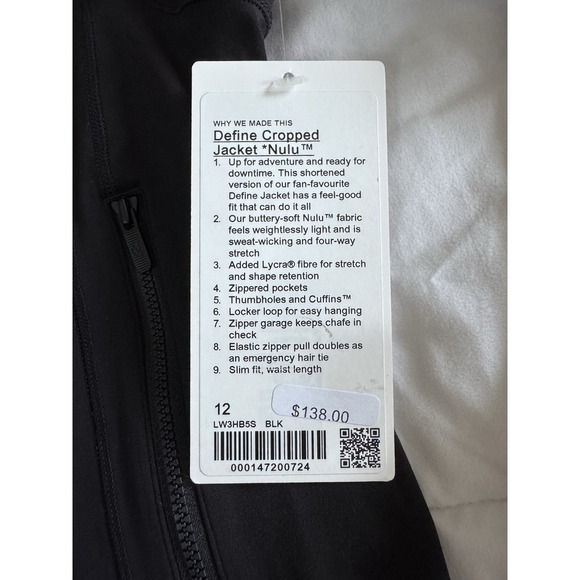 WHY WE MADE THIS
Define Cropped
Jacket *Nulu™
1. Up for adventure and ready for
downtime. This shortened
version of our fan-favourite
Define Jacket has a feel-good
fit that can do it all
2. Our buttery-soft Nulu™ fabric
feels weightlessly light and is
sweat-wicking and four-way
stretch
3. Added Lycra® fibre for stretch
and shape retention
4. Zippered pockets
5. Thumbholes and Cuffins™
6. Locker loop for easy hanging
7. Zipper garage keeps chafe in
check
8. Elastic zipper pull doubles as
an emergency hair tie
9. Slim fit, waist length
12
$138.00
LW3HB5S BLK
000147200724